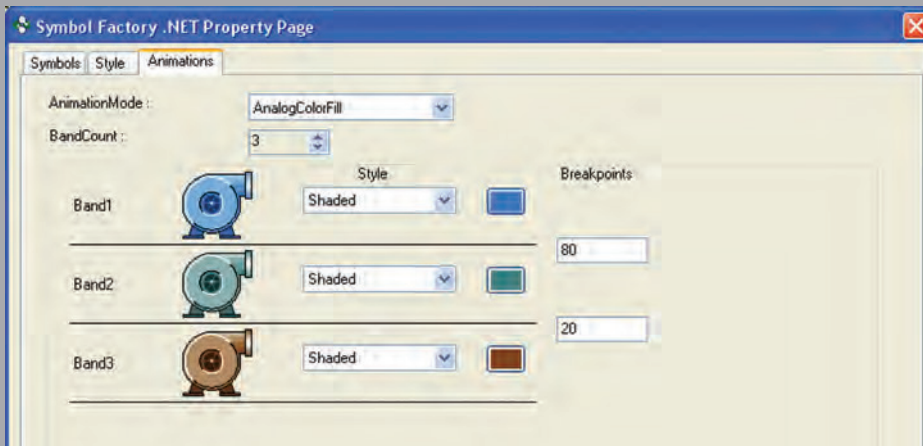 Symbol Factory .NET Property Page
Symbols Style Animations
AnimationMode : AnalogColorFill
BandCount : 3
Style Breakpoints
Band1 Shaded
80
Band2 Shaded
20
Band3 Shaded